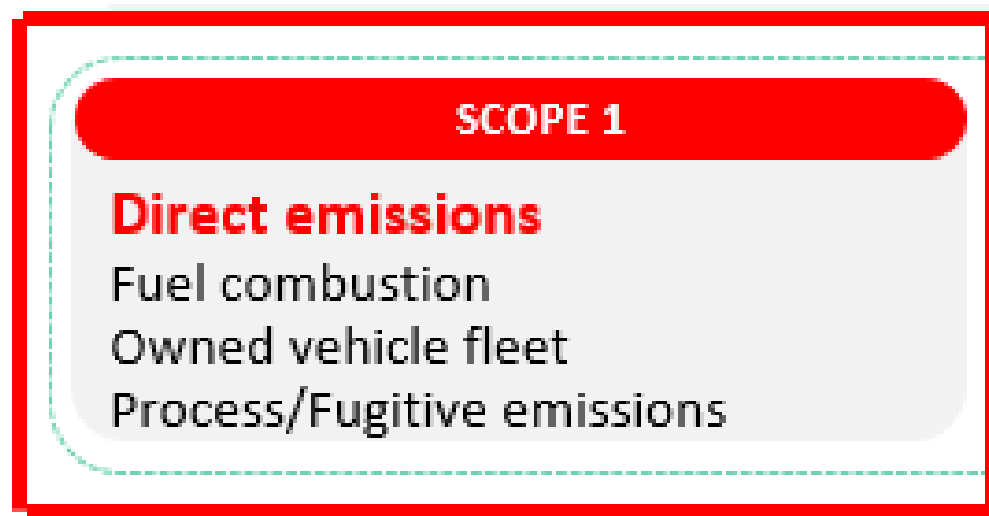 SCOPE 1
Direct emissions
Fuel combustion
Owned vehicle fleet
Process/Fugitive emissions